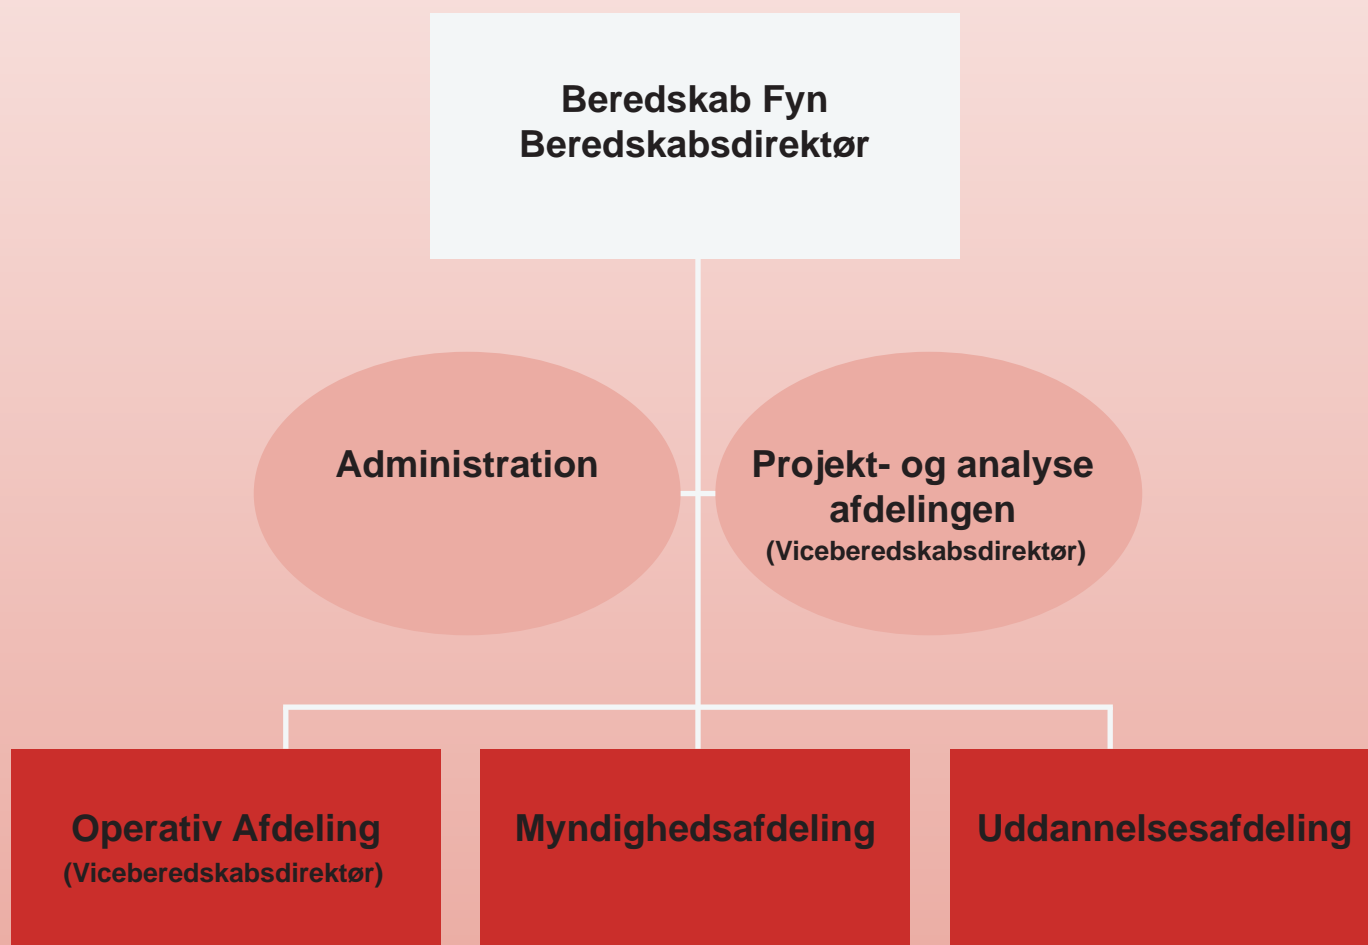 Beredskab Fyn
Beredskabsdirektør
Administration
Projekt- og analyse
afdelingen
(Viceberedskabsdirektør)
Operativ Afdeling
(Viceberedskabsdirektør)
Myndighedsafdeling
Uddannelsesafdeling